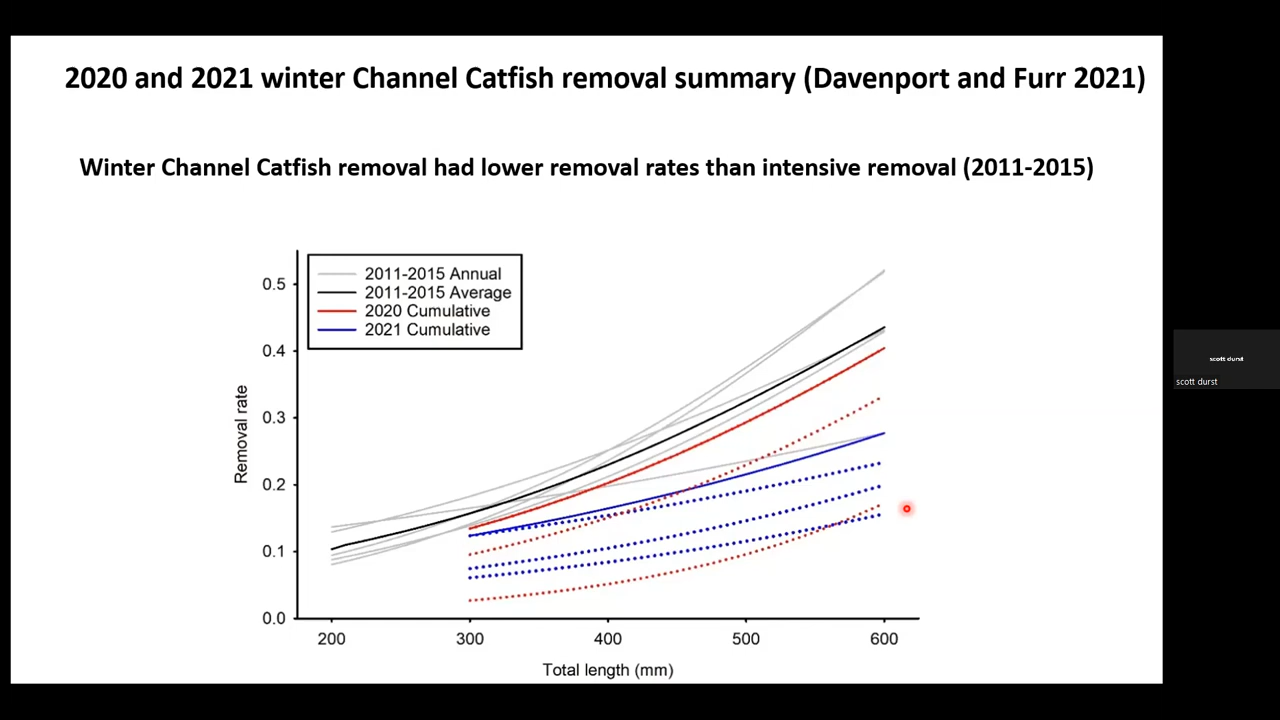 2020 and 2021 winter Channel Catfish removal summary (Davenport and Furr 2021)
Winter Channel Catfish removal had lower removal rates than intensive removal (2011-2015)
2011-2015 Annual
2011-2015 Average
2020 Cumulative
2021 Cumulative
0.5
0.4
0.3
0.2
0.1
0.0
Removal rate
200 300 400 500 600
Total length (mm)
scott durst
scott durst